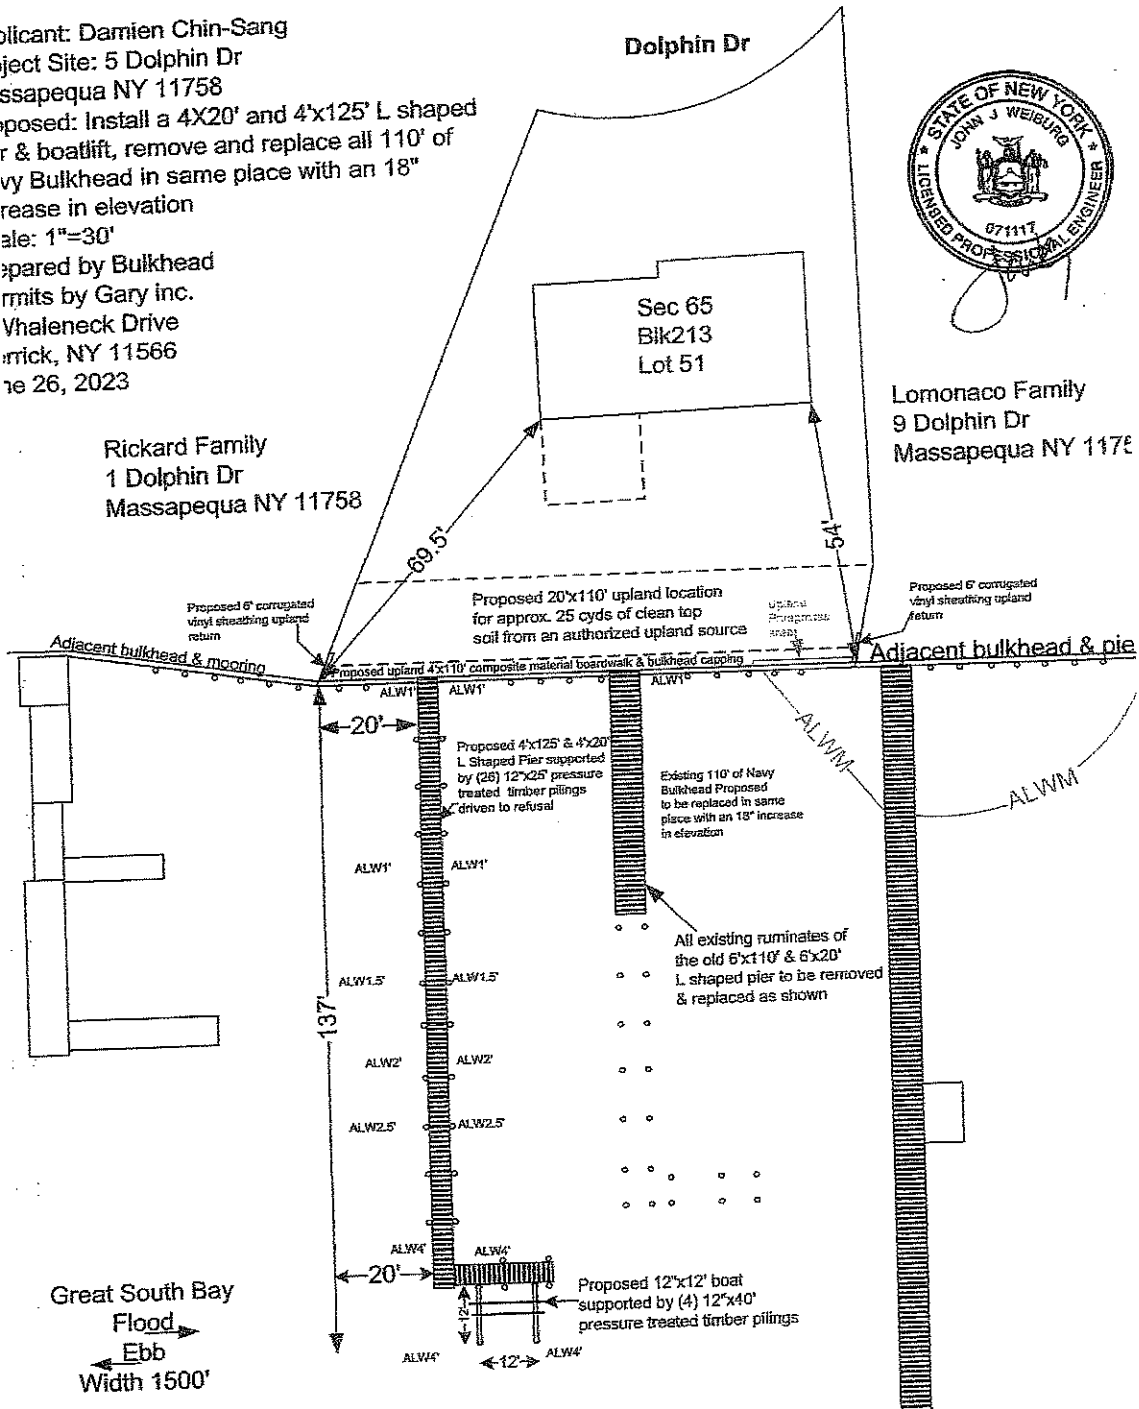 plicant: Damien Chin-Sang
oject Site: 5 Dolphin Dr
assapequa NY 11758
oposed: Install a 4X20' and 4'x125' L shaped
r & boatlift, remove and replace all 110' of
vy Bulkhead in same place with an 18"
rease in elevation
ale: 1"=30'
epared by Bulkhead
rmits by Gary inc.
Whaleneck Drive
errick, NY 11566
ne 26, 2023
Dolphin Dr
STATE OF NEW YORK
JOHN J WEIBURG
071117
LICENSED PROFESSIONAL ENGINEER
Sec 65
Blk213
Lot 51
Lomonaco Family
9 Dolphin Dr
Massapequa NY 1175
Rickard Family
1 Dolphin Dr
Massapequa NY 11758
69.5'
54'
Proposed 6' corrugated
vinyl sheathing upland
return
Proposed 20'x110' upland location
for approx. 25 cyds of clean top
soil from an authorized upland source
Upland
Phragmites
area
Proposed 6' corrugated
vinyl sheathing upland
return
Adjacent bulkhead & mooring
Proposed upland 4'x110' composite material boardwalk & bulkhead capping
Adjacent bulkhead & pie
ALW1'
ALW1'
ALW1'
20'
Proposed 4'x125' & 4'x20'
L Shaped Pier supported
by (26) 12"x25' pressure
treated timber pilings
driven to refusal
Existing 110' of Navy
Bulkhead Proposed
to be replaced in same
place with an 18" increase
in elevation
ALWM
ALWM
ALW1'
ALW1'
All existing ruminates of
the old 6'x110' & 6'x20'
L shaped pier to be removed
& replaced as shown
ALW1.5'
ALW1.5'
137'
ALW2'
ALW2'
ALW2.5'
ALW2.5'
ALW4'
ALW4'
20'
Proposed 12"x12' boat
supported by (4) 12"x40'
pressure treated timber pilings
12'
12'
ALW4'
ALW4'
Great South Bay
Flood
Ebb
Width 1500'